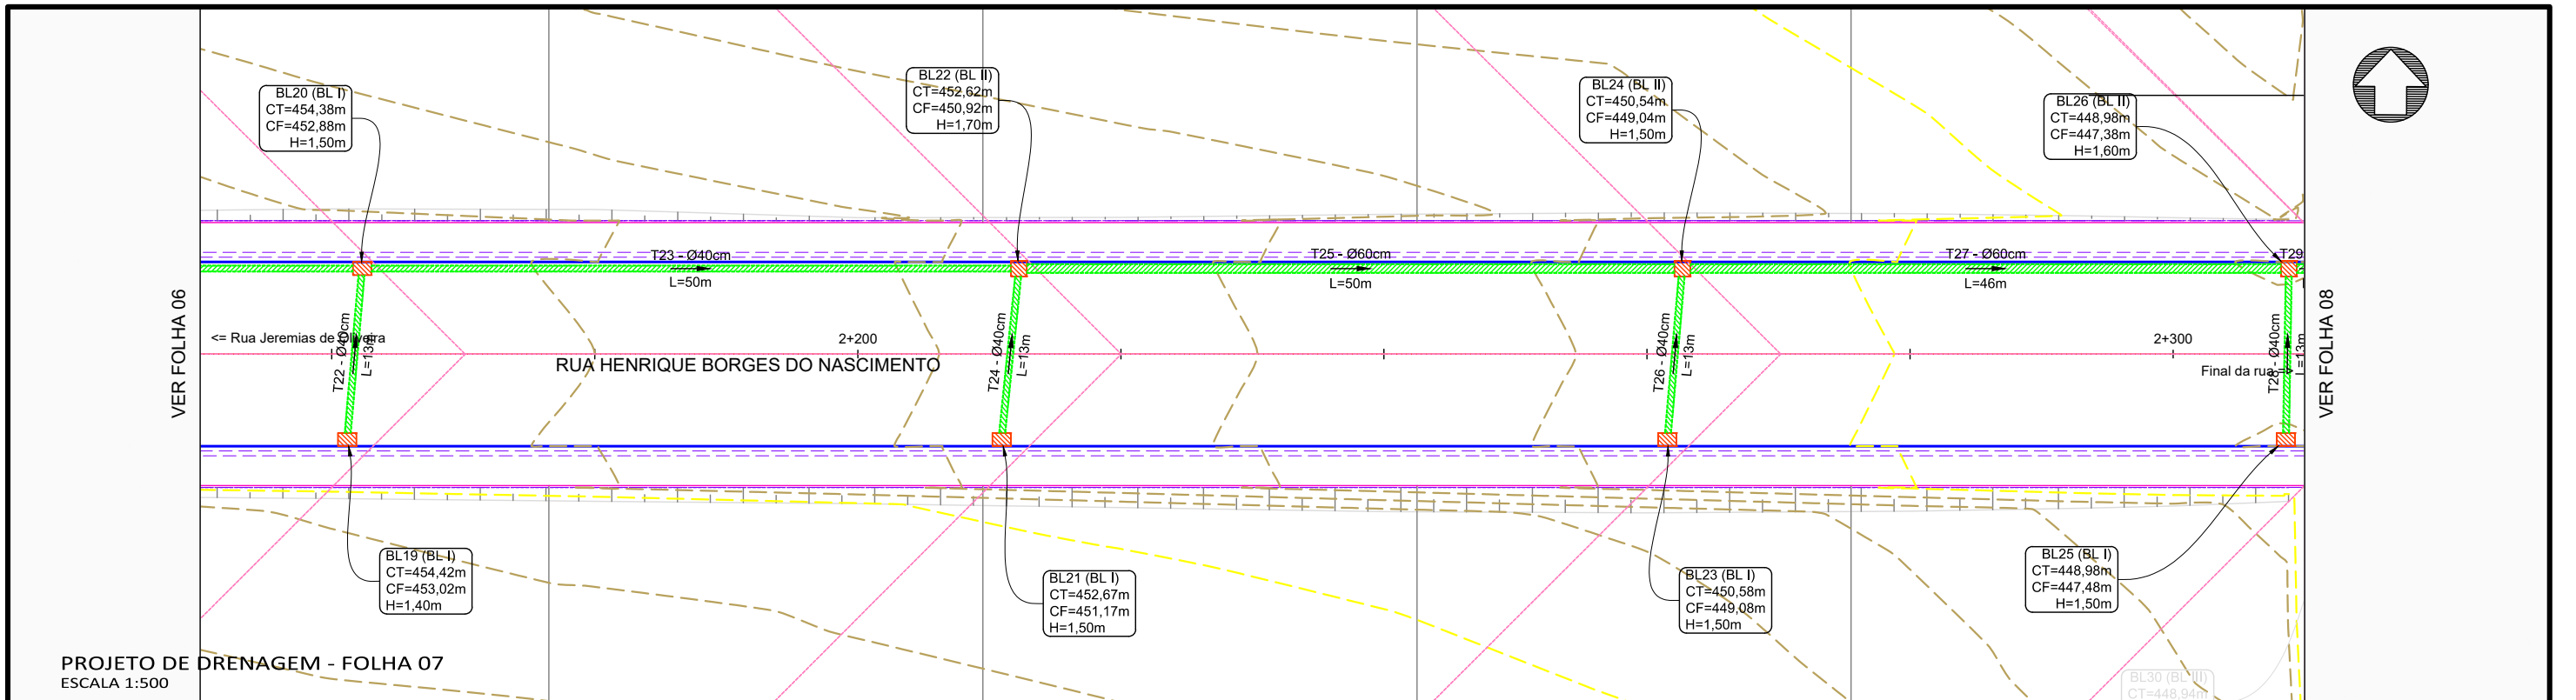 BL20 (BL I)
CT=454,38m
CF=452,88m
H=1,50m
BL22 (BL II)
CT=452,62m
CF=450,92m
H=1,70m
BL24 (BL II)
CT=450,54m
CF=449,04m
H=1,50m
BL26 (BL II)
CT=448,98m
CF=447,38m
H=1,60m
T23 - Ø40cm
L=50m
T25 - Ø60cm
L=50m
T27 - Ø60cm
L=46m
T29
VER FOLHA 06
<= Rua Jeremias de Oliveira
T22 - Ø40cm
L=13m
2+200
RUA HENRIQUE BORGES DO NASCIMENTO
T24 - Ø40cm
L=13m
T26 - Ø40cm
L=13m
2+300
Final da rua =>
T28 - Ø40cm
L=13m
VER FOLHA 08
BL19 (BL I)
CT=454,42m
CF=453,02m
H=1,40m
BL21 (BL I)
CT=452,67m
CF=451,17m
H=1,50m
BL23 (BL I)
CT=450,58m
CF=449,08m
H=1,50m
BL25 (BL I)
CT=448,98m
CF=447,48m
H=1,50m
BL30 (BL III)
CT=448,94m
PROJETO DE DRENAGEM - FOLHA 07
ESCALA 1:500